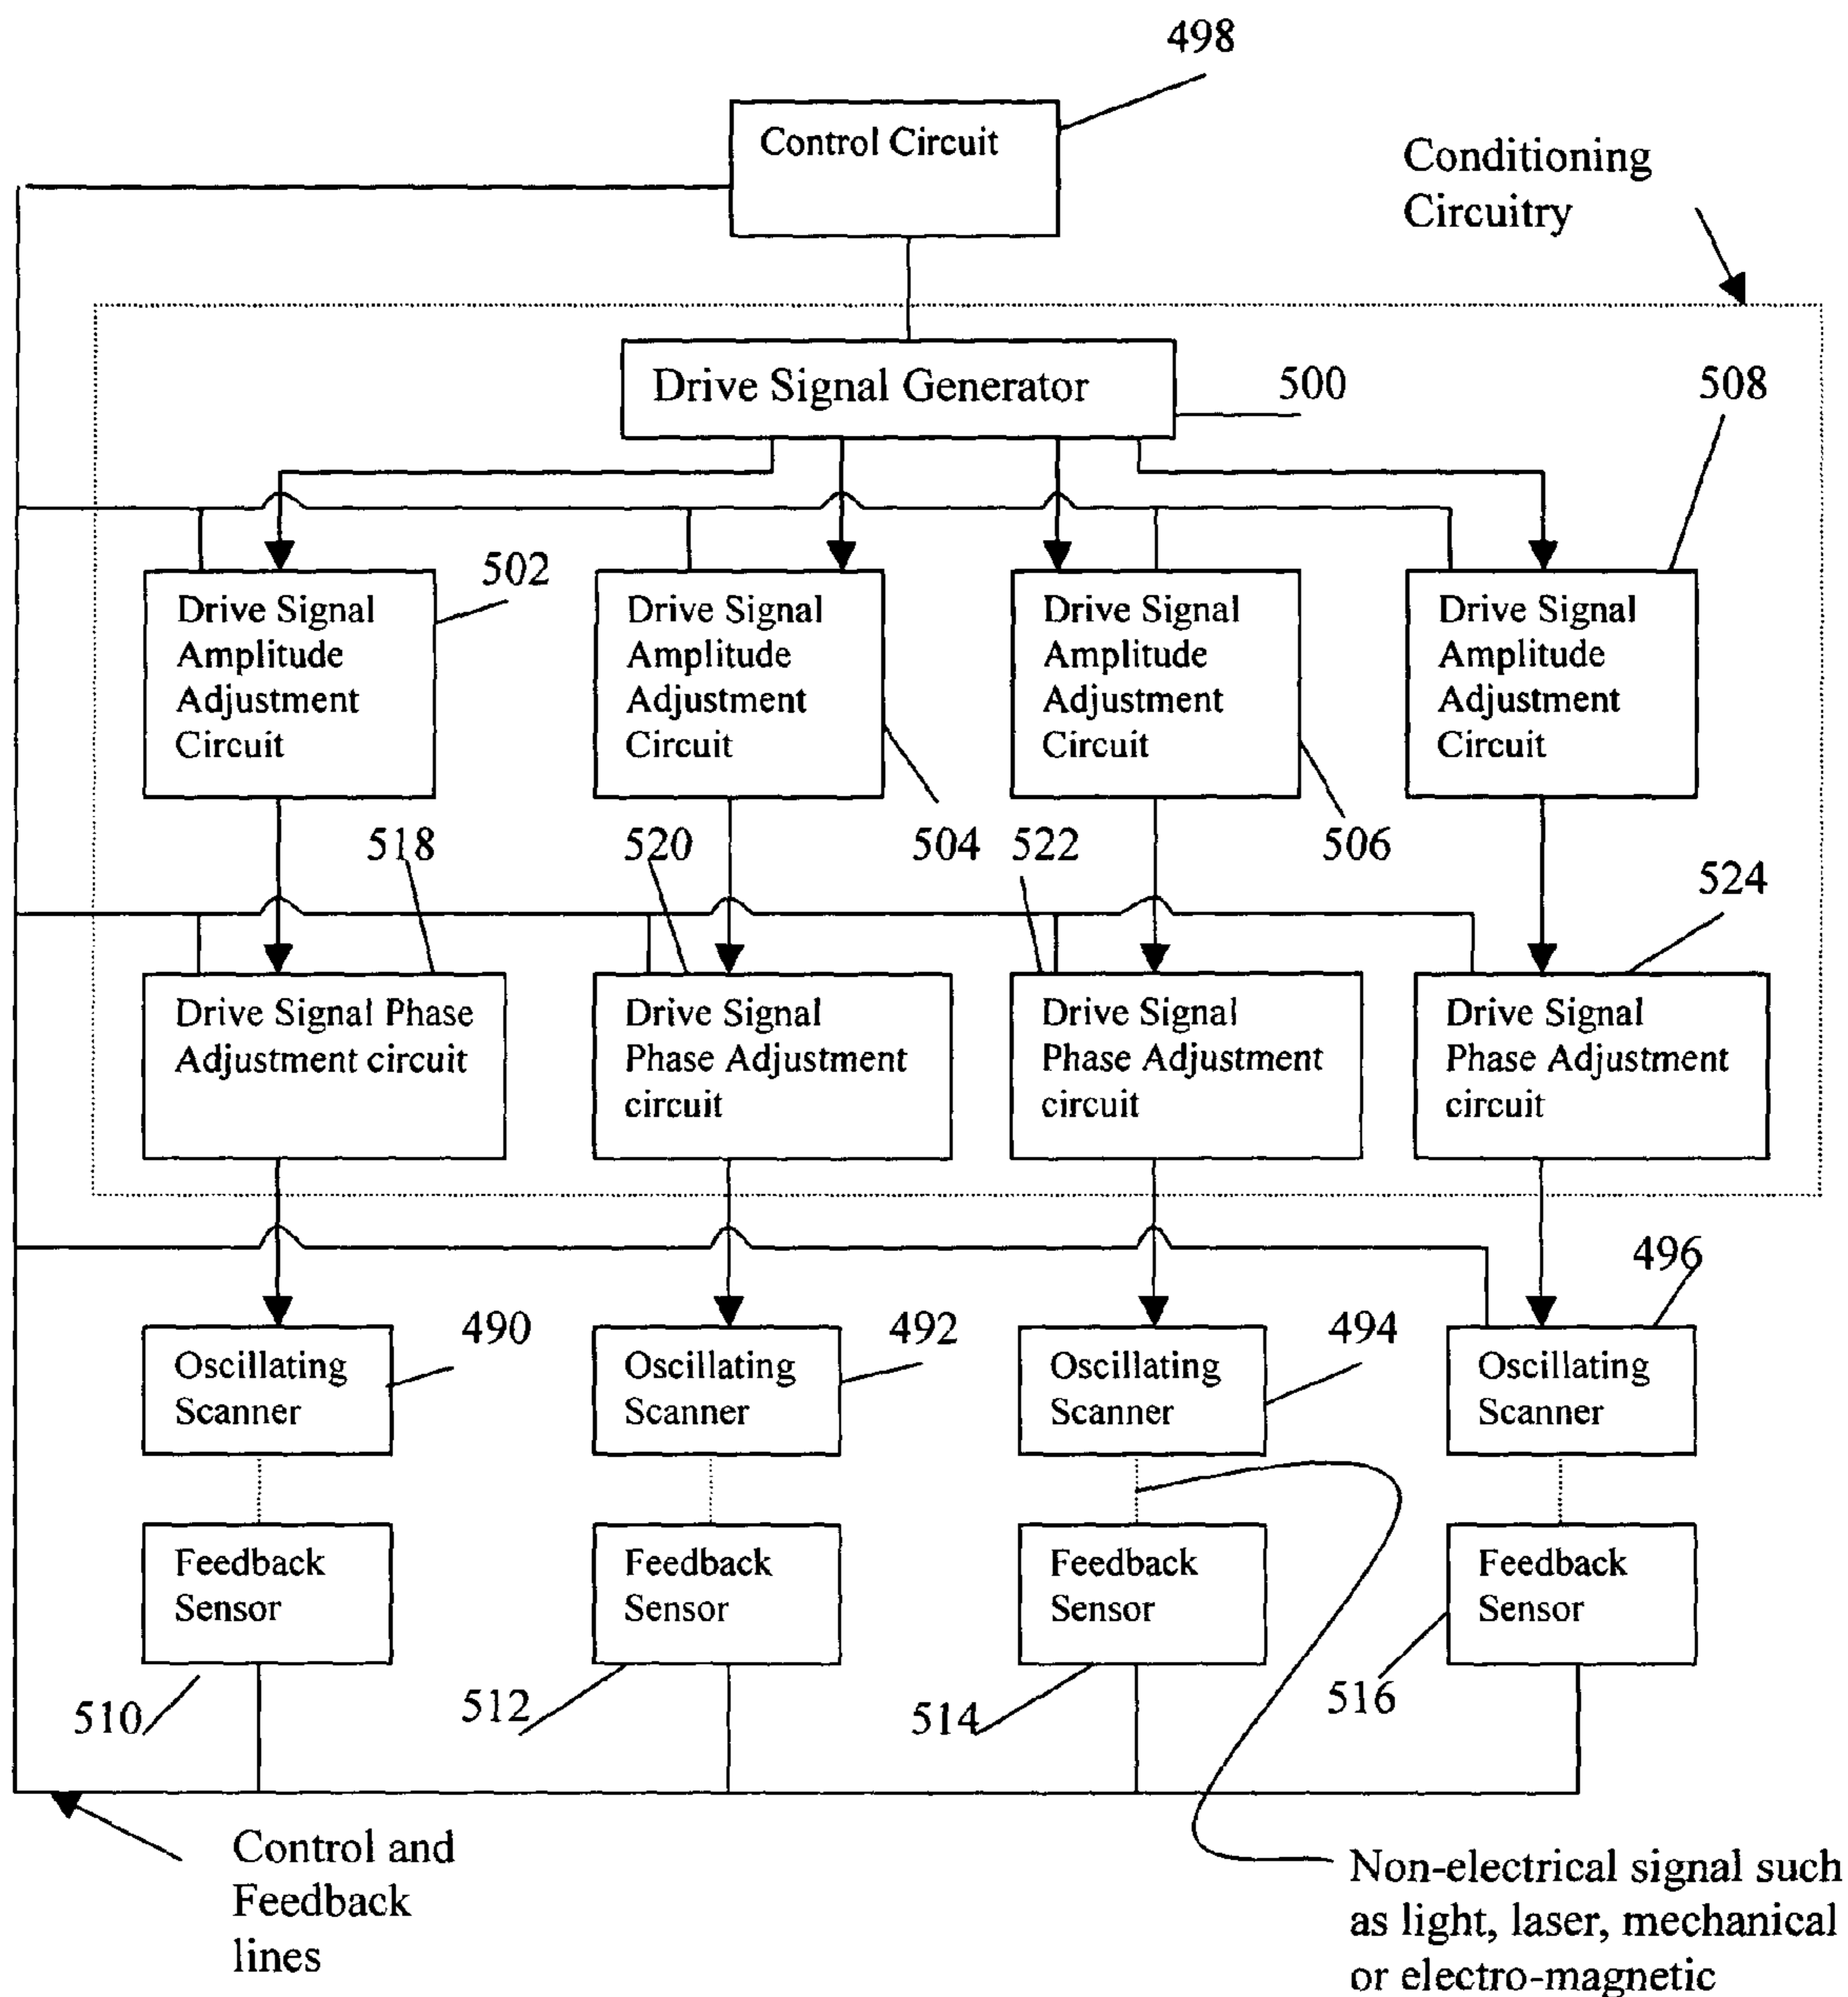 498
Control Circuit
Conditioning
Circuitry
Drive Signal Generator
500
508
502
Drive Signal
Amplitude
Adjustment
Circuit
Drive Signal
Amplitude
Adjustment
Circuit
Drive Signal
Amplitude
Adjustment
Circuit
Drive Signal
Amplitude
Adjustment
Circuit
518
520
504
522
506
524
Drive Signal Phase
Adjustment circuit
Drive Signal
Phase Adjustment
circuit
Drive Signal
Phase Adjustment
circuit
Drive Signal
Phase Adjustment
circuit
496
490
492
494
Oscillating
Scanner
Oscillating
Scanner
Oscillating
Scanner
Oscillating
Scanner
Feedback
Sensor
Feedback
Sensor
Feedback
Sensor
Feedback
Sensor
510
512
514
516
Control and
Feedback
lines
Non-electrical signal such
as light, laser, mechanical
or electro-magnetic